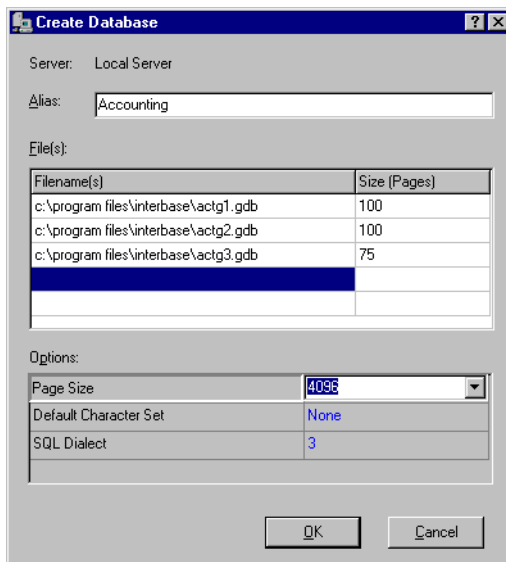 Create Database
Server: Local Server
Alias: Accounting
File(s):
Filename(s) Size (Pages)
c:\program files\interbase\actg1.gdb 100
c:\program files\interbase\actg2.gdb 100
c:\program files\interbase\actg3.gdb 75
Options:
Page Size 4096
Default Character Set None
SQL Dialect 3
OK Cancel